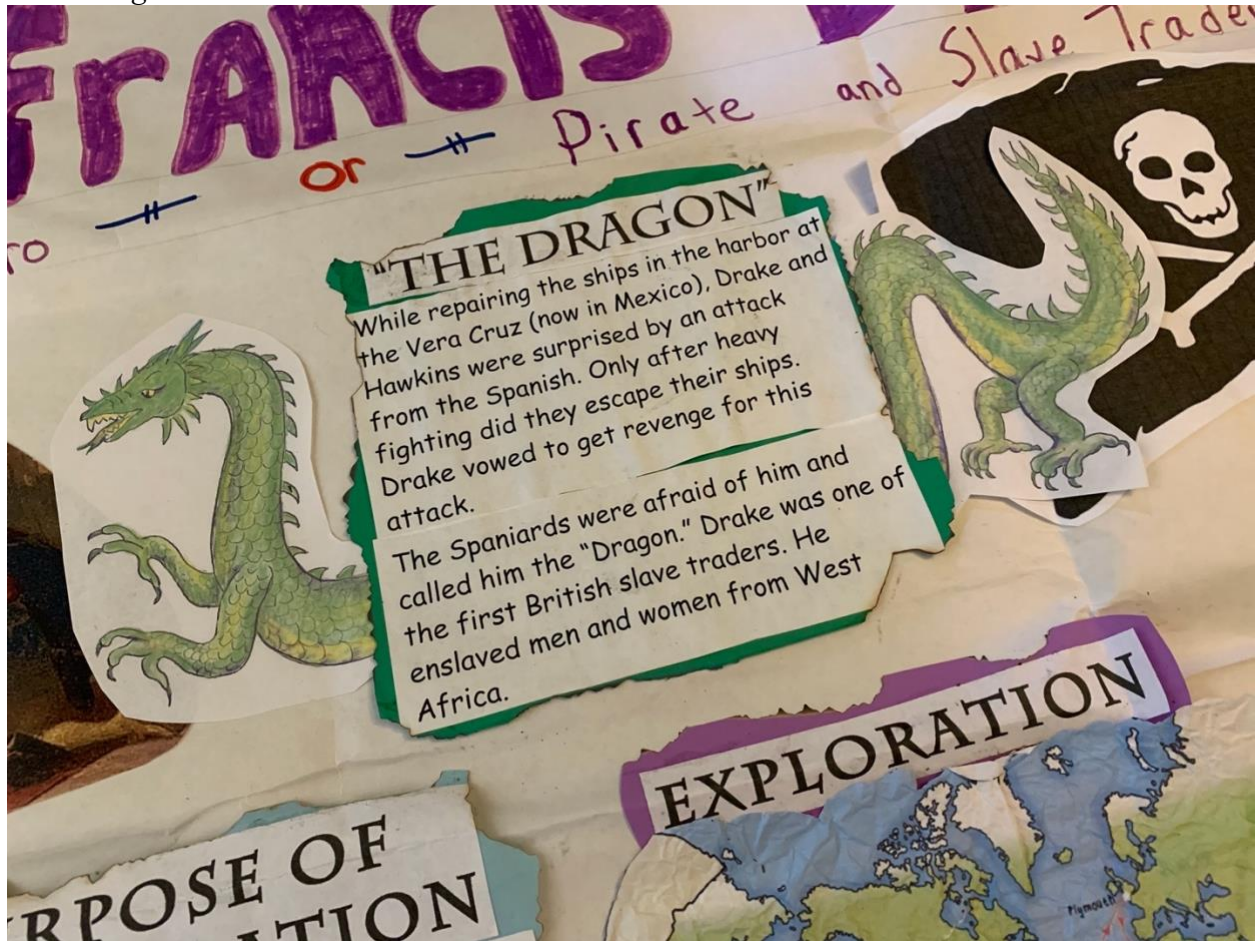 FRANCIS
or Pirate and Slave Trader
"THE DRAGON"
While repairing the ships in the harbor at
the Vera Cruz (now in Mexico), Drake and
Hawkins were surprised by an attack
from the Spanish. Only after heavy
fighting did they escape their ships.
Drake vowed to get revenge for this
attack.
The Spaniards were afraid of him and
called him the "Dragon." Drake was one of
the first British slave traders. He
enslaved men and women from West
Africa.
EXPLORATION
Plymouth
RPOSE OF
ATION